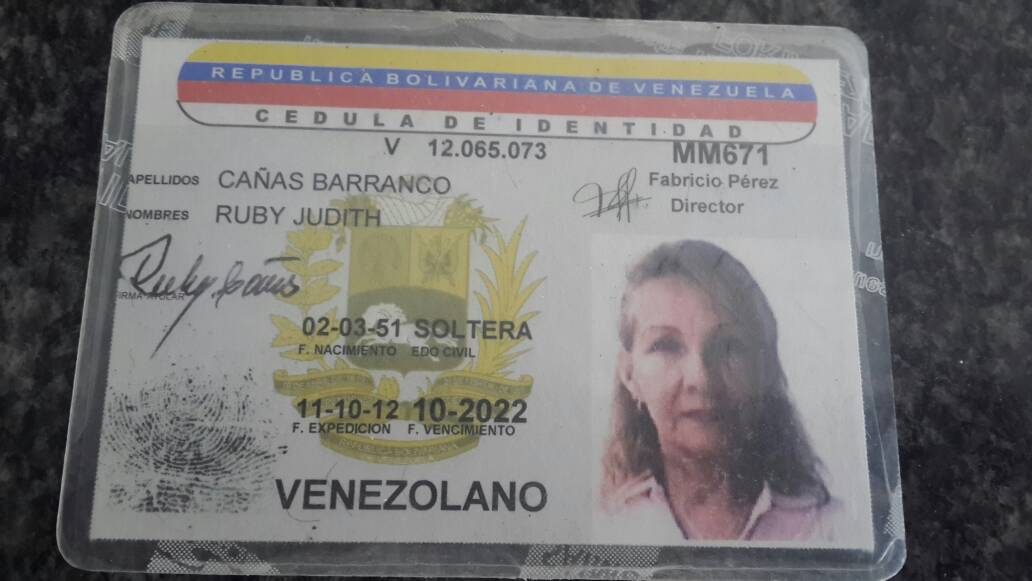 REPUBLICA BOLIVARIANA DE VENEZUELA
CEDULA DE IDENTIDAD
V 12.065.073 MM671
APELLIDOS CAÑAS BARRANCO Fabricio Pérez
Director
NOMBRES RUBY JUDITH
Ruby Cañas
FIRMA TITULAR
02-03-51 SOLTERA
F. NACIMIENTO EDO CIVIL
11-10-12 10-2022
F. EXPEDICION F. VENCIMIENTO
VENEZOLANO